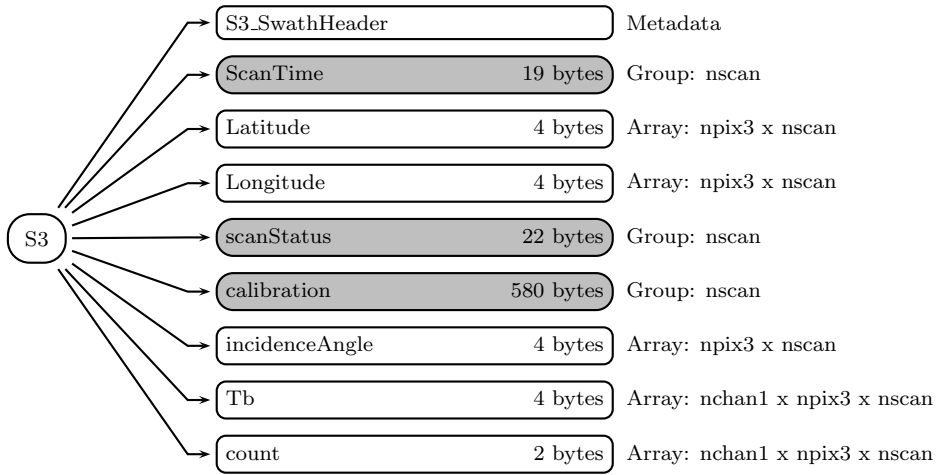 S3_SwathHeader Metadata
ScanTime 19 bytes Group: nscan
Latitude 4 bytes Array: npix3 x nscan
Longitude 4 bytes Array: npix3 x nscan
S3 scanStatus 22 bytes Group: nscan
calibration 580 bytes Group: nscan
incidenceAngle 4 bytes Array: npix3 x nscan
Tb 4 bytes Array: nchan1 x npix3 x nscan
count 2 bytes Array: nchan1 x npix3 x nscan